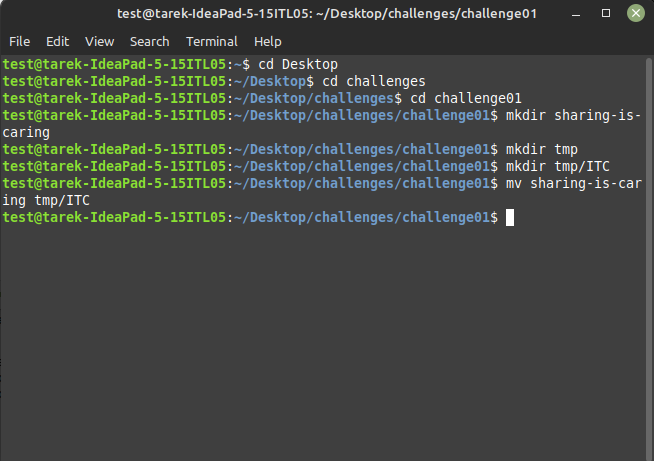 test@tarek-IdeaPad-5-15ITL05: ~/Desktop/challenges/challenge01
File Edit View Search Terminal Help
test@tarek-IdeaPad-5-15ITL05:~$ cd Desktop
test@tarek-IdeaPad-5-15ITL05:~/Desktop$ cd challenges
test@tarek-IdeaPad-5-15ITL05:~/Desktop/challenges$ cd challenge01
test@tarek-IdeaPad-5-15ITL05:~/Desktop/challenges/challenge01$ mkdir sharing-is-
caring
test@tarek-IdeaPad-5-15ITL05:~/Desktop/challenges/challenge01$ mkdir tmp
test@tarek-IdeaPad-5-15ITL05:~/Desktop/challenges/challenge01$ mkdir tmp/ITC
test@tarek-IdeaPad-5-15ITL05:~/Desktop/challenges/challenge01$ mv sharing-is-car
ing tmp/ITC
test@tarek-IdeaPad-5-15ITL05:~/Desktop/challenges/challenge01$